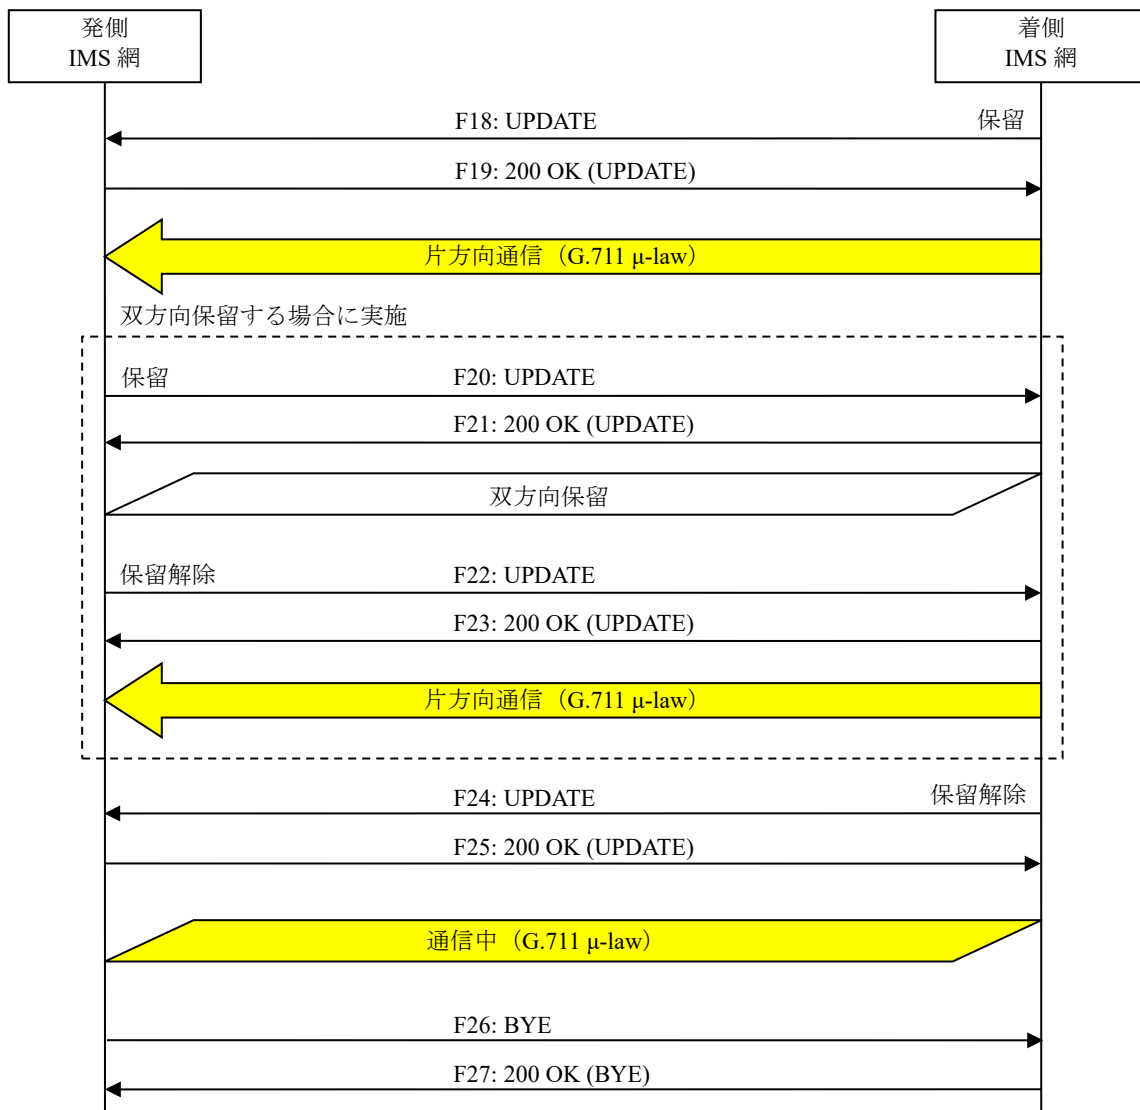 発側
IMS 網
着側
IMS 網
F18: UPDATE
保留
F19: 200 OK (UPDATE)
片方向通信（G.711 μ-law）
双方向保留する場合に実施
保留
F20: UPDATE
F21: 200 OK (UPDATE)
双方向保留
保留解除
F22: UPDATE
F23: 200 OK (UPDATE)
片方向通信（G.711 μ-law）
F24: UPDATE
保留解除
F25: 200 OK (UPDATE)
通信中（G.711 μ-law）
F26: BYE
F27: 200 OK (BYE)